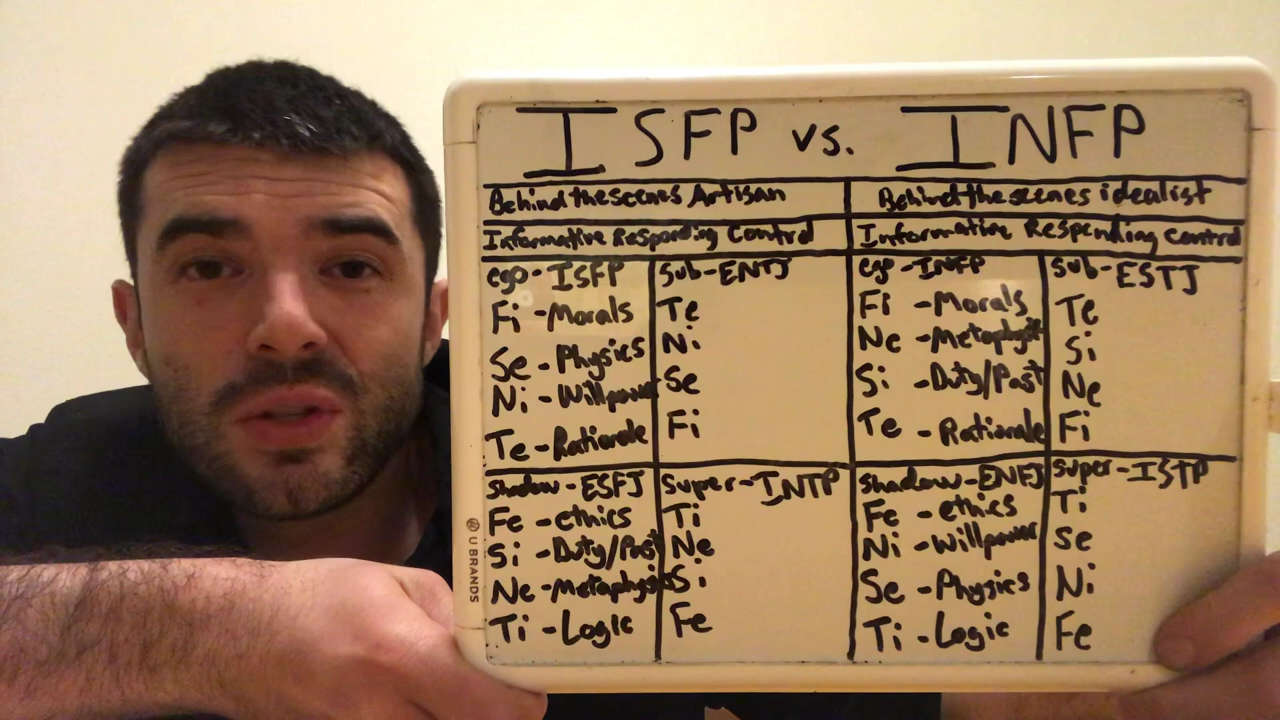 ISFP vs. INFP
Behind the scenes Artisan
Behind the scenes idealist
Informative Responding Control
Informative Responding Control
ego - ISFP
Fi - Morals
Se - Physics
Ni - Willpower
Te - Rationale
sub - ENTJ
Te
Ni
Se
Fi
ego - INFP
Fi - Morals
Ne - Metaphysics
Si - Duty/Past
Te - Rationale
sub - ESTJ
Te
Si
Ne
Fi
shadow - ESFJ
Fe - ethics
Si - Duty/Past
Ne - Metaphysics
Ti - Logic
super - INTP
Ti
Ne
Si
Fe
shadow - ENFJ
Fe - ethics
Ni - Willpower
Se - Physics
Ti - Logic
super - ISTP
Ti
Se
Ni
Fe
U BRANDS